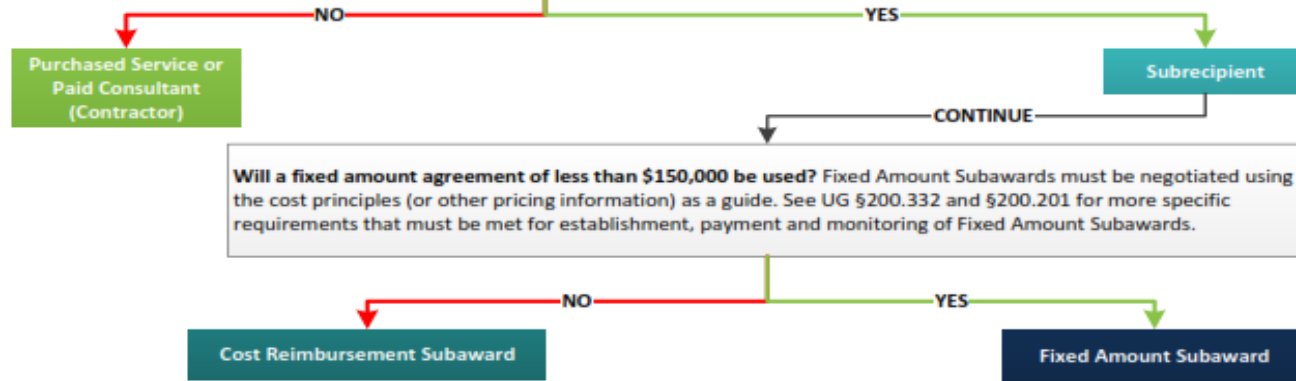 NO
YES
Purchased Service or
Paid Consultant
(Contractor)
Subrecipient
CONTINUE
Will a fixed amount agreement of less than $150,000 be used? Fixed Amount Subawards must be negotiated using
the cost principles (or other pricing information) as a guide. See UG §200.332 and §200.201 for more specific
requirements that must be met for establishment, payment and monitoring of Fixed Amount Subawards.
NO
YES
Cost Reimbursement Subaward
Fixed Amount Subaward